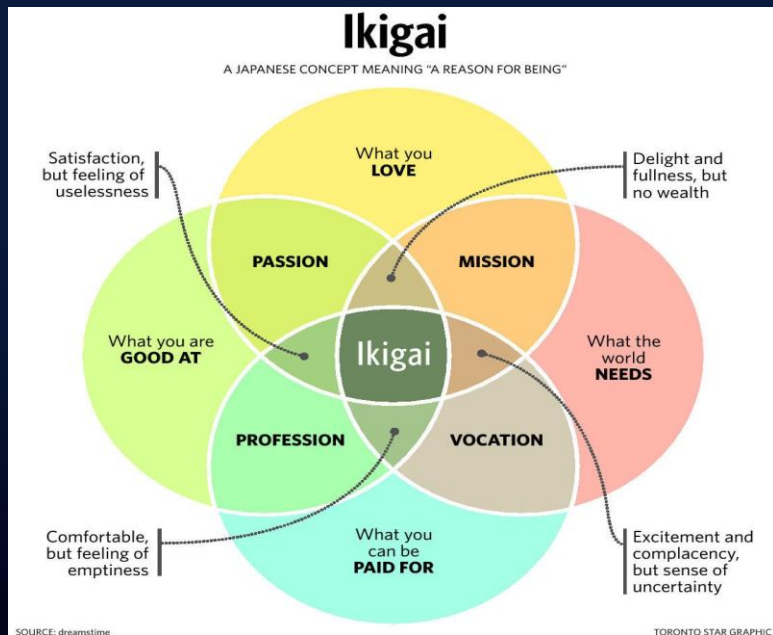 Ikigai
A JAPANESE CONCEPT MEANING “A REASON FOR BEING”
Satisfaction,
but feeling of
uselessness
What you
LOVE
Delight and
fullness, but
no wealth
PASSION
MISSION
What you are
GOOD AT
Ikigai
What the
world
NEEDS
PROFESSION
VOCATION
Comfortable,
but feeling of
emptiness
What you
can be
PAID FOR
Excitement and
complacency,
but sense of
uncertainty
SOURCE: dreamstime
TORONTO STAR GRAPHIC